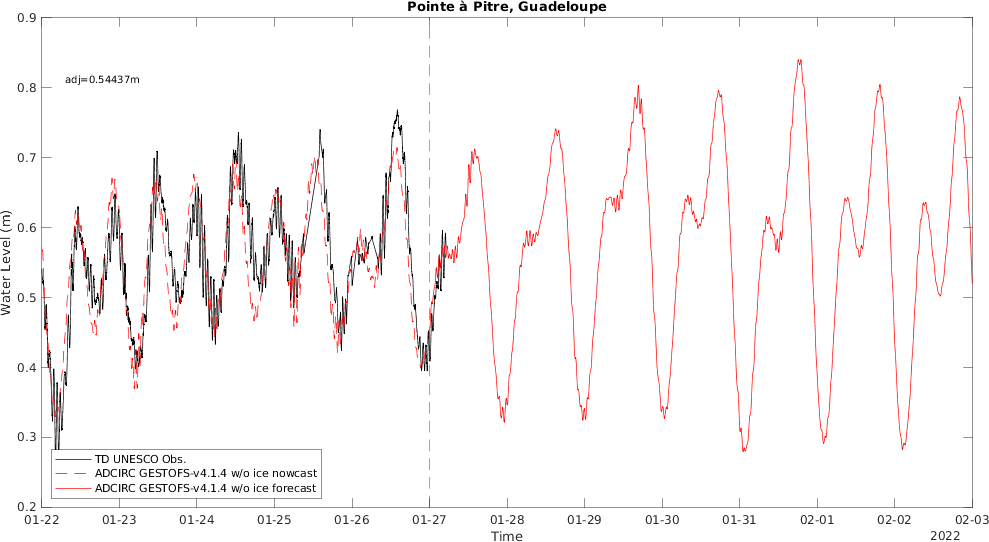 Pointe à Pitre, Guadeloupe
0.9
0.8
0.7
0.6
0.5
0.4
0.3
0.2
Water Level (m)
adj=0.54437m
TD UNESCO Obs.
ADCIRC GESTOFS-v4.1.4 w/o ice nowcast
ADCIRC GESTOFS-v4.1.4 w/o ice forecast
01-22 01-23 01-24 01-25 01-26 01-27 01-28 01-29 01-30 01-31 02-01 02-02 02-03
Time
2022